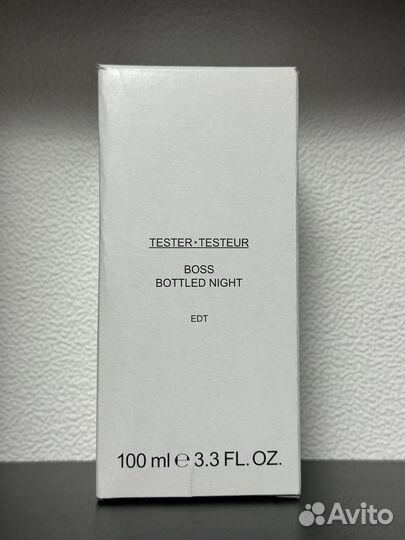 TESTER•TESTEUR
BOSS
BOTTLED NIGHT
EDT
100 ml ℮ 3.3 FL. OZ.
Avito